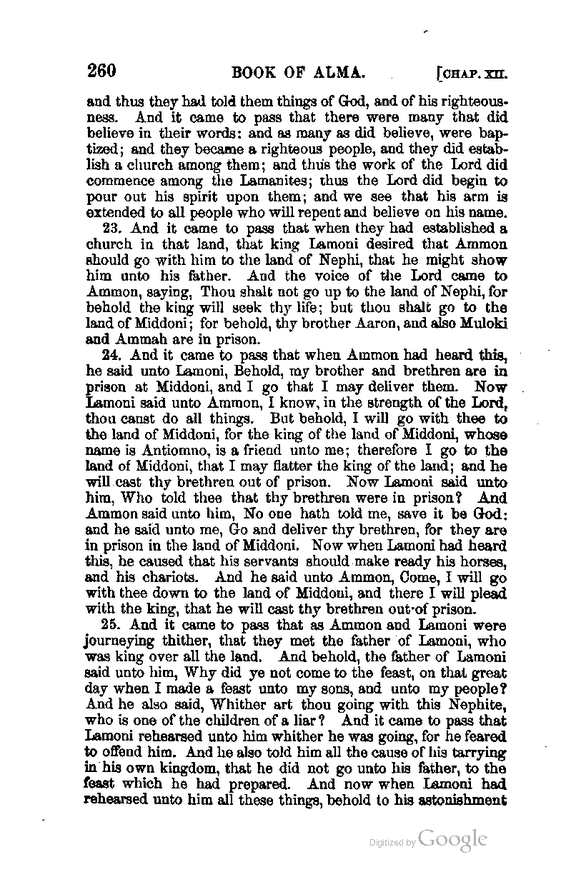 260 BOOK OF ALMA. [CHAP. XII.
and thus they had told them things of God, and of his righteous-
ness. And it came to pass that there were many that did
believe in their words: and as many as did believe, were bap-
tized; and they became a righteous people, and they did estab-
lish a church among them; and thus the work of the Lord did
commence among the Lamanites; thus the Lord did begin to
pour out his spirit upon them; and we see that his arm is
extended to all people who will repent and believe on his name.
23. And it came to pass that when they had established a
church in that land, that king Lamoni desired that Ammon
should go with him to the land of Nephi, that he might show
him unto his father. And the voice of the Lord came to
Ammon, saying, Thou shalt not go up to the land of Nephi, for
behold the king will seek thy life; but thou shalt go to the
land of Middoni; for behold, thy brother Aaron, and also Muloki
and Ammah are in prison.
24. And it came to pass that when Ammon had heard this,
he said unto Lamoni, Behold, my brother and brethren are in
prison at Middoni, and I go that I may deliver them. Now
Lamoni said unto Ammon, I know, in the strength of the Lord,
thou canst do all things. But behold, I will go with thee to
the land of Middoni, for the king of the land of Middoni, whose
name is Antiomno, is a friend unto me; therefore I go to the
land of Middoni, that I may flatter the king of the land; and he
will cast thy brethren out of prison. Now Lamoni said unto
him, Who told thee that thy brethren were in prison? And
Ammon said unto him, No one hath told me, save it be God;
and he said unto me, Go and deliver thy brethren, for they are
in prison in the land of Middoni. Now when Lamoni had heard
this, he caused that his servants should make ready his horses,
and his chariots. And he said unto Ammon, Come, I will go
with thee down to the land of Middoni, and there I will plead
with the king, that he will cast thy brethren out of prison.
25. And it came to pass that as Ammon and Lamoni were
journeying thither, that they met the father of Lamoni, who
was king over all the land. And behold, the father of Lamoni
said unto him, Why did ye not come to the feast, on that great
day when I made a feast unto my sons, and unto my people?
And he also said, Whither art thou going with this Nephite,
who is one of the children of a liar? And it came to pass that
Lamoni rehearsed unto him whither he was going, for he feared
to offend him. And he also told him all the cause of his tarrying
in his own kingdom, that he did not go unto his father, to the
feast which he had prepared. And now when Lamoni had
rehearsed unto him all these things, behold to his astonishment
Digitized by Google